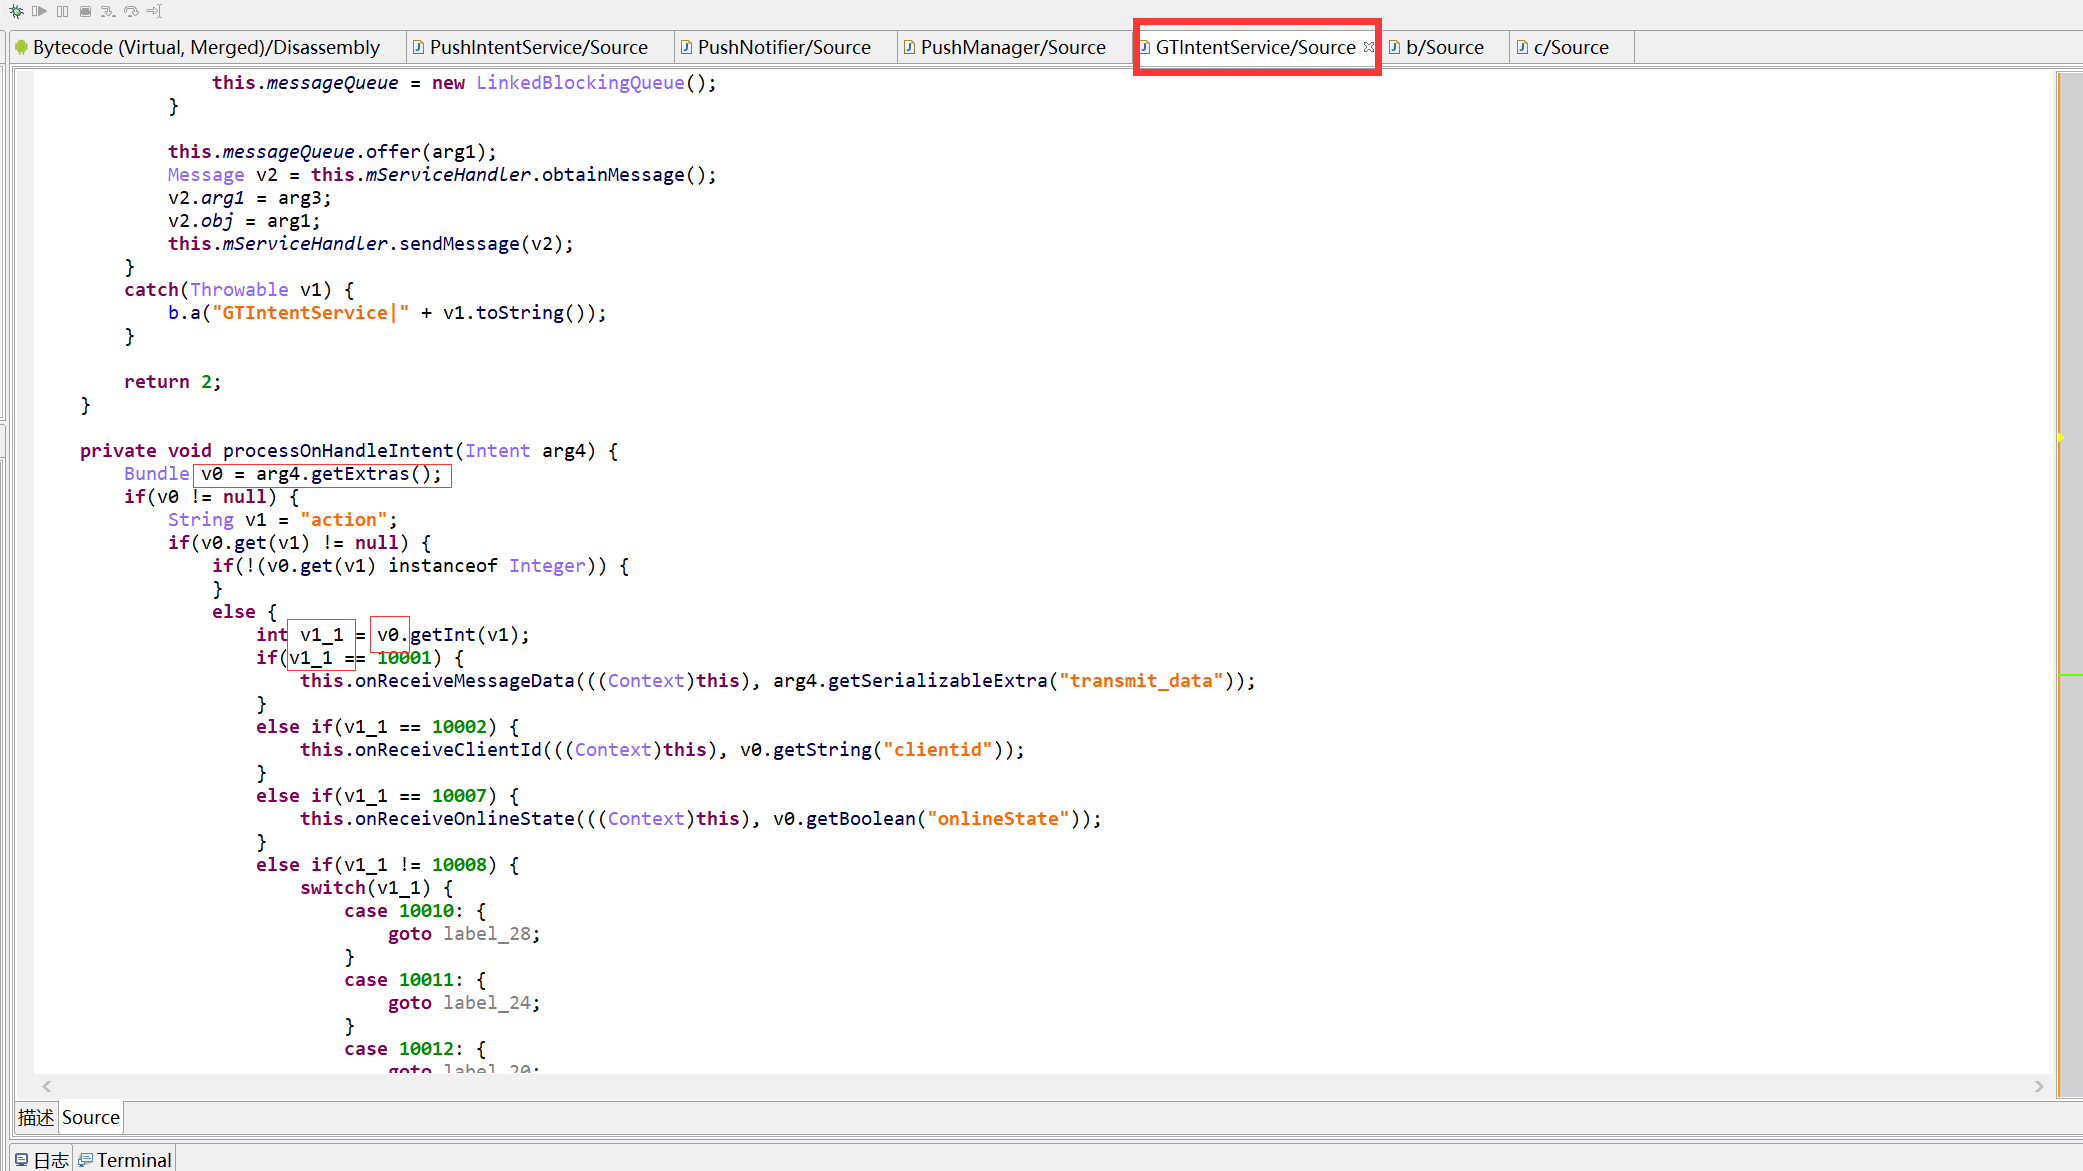 Bytecode (Virtual, Merged)/Disassembly PushIntentService/Source PushNotifier/Source PushManager/Source GTIntentService/Source b/Source c/Source
this.messageQueue = new LinkedBlockingQueue();
}
this.messageQueue.offer(arg1);
Message v2 = this.mServiceHandler.obtainMessage();
v2.arg1 = arg3;
v2.obj = arg1;
this.mServiceHandler.sendMessage(v2);
}
catch(Throwable v1) {
b.a("GTIntentService|" + v1.toString());
}
return 2;
}
private void processOnHandleIntent(Intent arg4) {
Bundle v0 = arg4.getExtras();
if(v0 != null) {
String v1 = "action";
if(v0.get(v1) != null) {
if(!(v0.get(v1) instanceof Integer)) {
}
else {
int v1_1 = v0.getInt(v1);
if(v1_1 == 10001) {
this.onReceiveMessageData(((Context)this), arg4.getSerializableExtra("transmit_data"));
}
else if(v1_1 == 10002) {
this.onReceiveClientId(((Context)this), v0.getString("clientid"));
}
else if(v1_1 == 10007) {
this.onReceiveOnlineState(((Context)this), v0.getBoolean("onlineState"));
}
else if(v1_1 != 10008) {
switch(v1_1) {
case 10010: {
goto label_28;
}
case 10011: {
goto label_24;
}
case 10012: {
goto label_20;
描述 Source
日志 Terminal